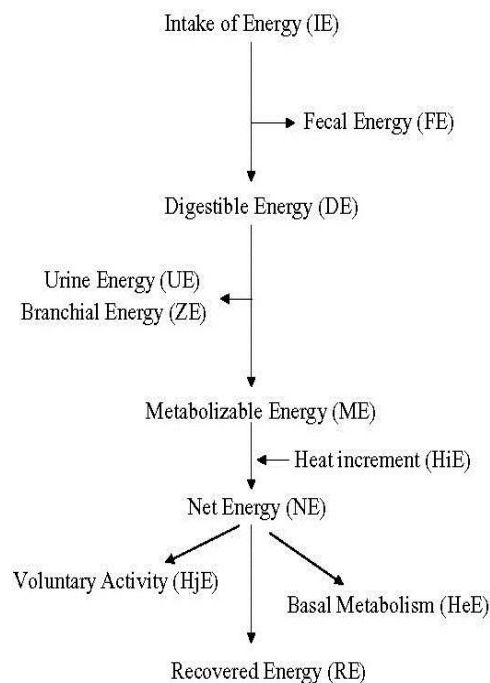 Intake of Energy (IE)
Fecal Energy (FE)
Digestible Energy (DE)
Urine Energy (UE)
Branchial Energy (ZE)
Metabolizable Energy (ME)
Heat increment (HiE)
Net Energy (NE)
Voluntary Activity (HjE)
Basal Metabolism (HeE)
Recovered Energy (RE)